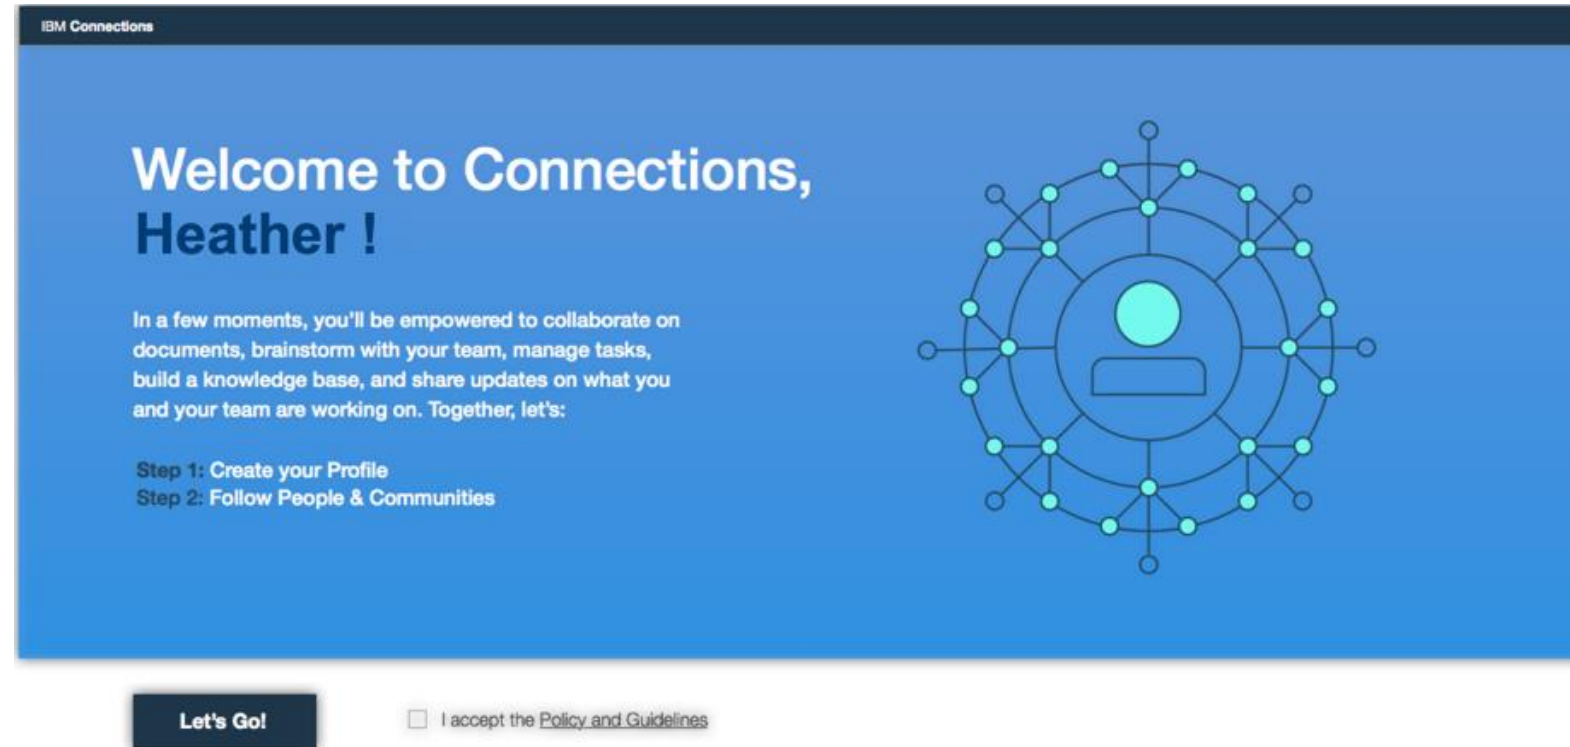 IBM Connections
Welcome to Connections,
Heather !
In a few moments, you'll be empowered to collaborate on
documents, brainstorm with your team, manage tasks,
build a knowledge base, and share updates on what you
and your team are working on. Together, let's:
Step 1: Create your Profile
Step 2: Follow People & Communities
Let's Go!
I accept the Policy and Guidelines